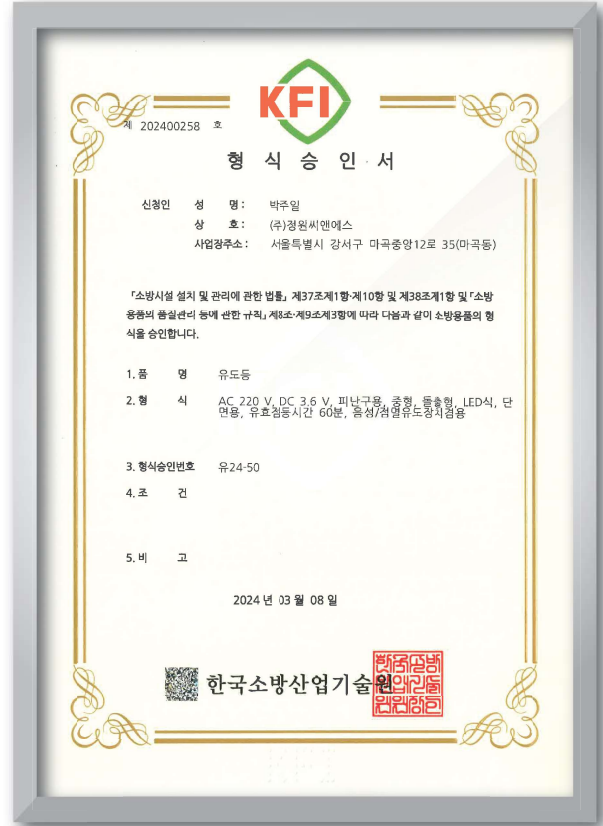 KFI
제 202400258 호
형 식 승 인 서
신청인 성 명 : 박주일
상 호 : (주)정원씨앤에스
사업장주소 : 서울특별시 강서구 마곡중앙12로 35(마곡동)
「소방시설 설치 및 관리에 관한 법률」 제37조제1항·제10항 및 제38조제1항 및 「소방
용품의 품질관리 등에 관한 규칙」 제8조·제9조제3항에 따라 다음과 같이 소방용품의 형
식을 승인합니다.
1. 품 명 유도등
2. 형 식 AC 220 V, DC 3.6 V, 피난구용, 중형, 돌출형, LED식, 단
면용, 유효점등시간 60분, 음성/점멸유도장치겸용
3. 형식승인번호 유24-50
4. 조 건
5. 비 고
2024 년 03 월 08 일
한국소방산업기술원
KFI